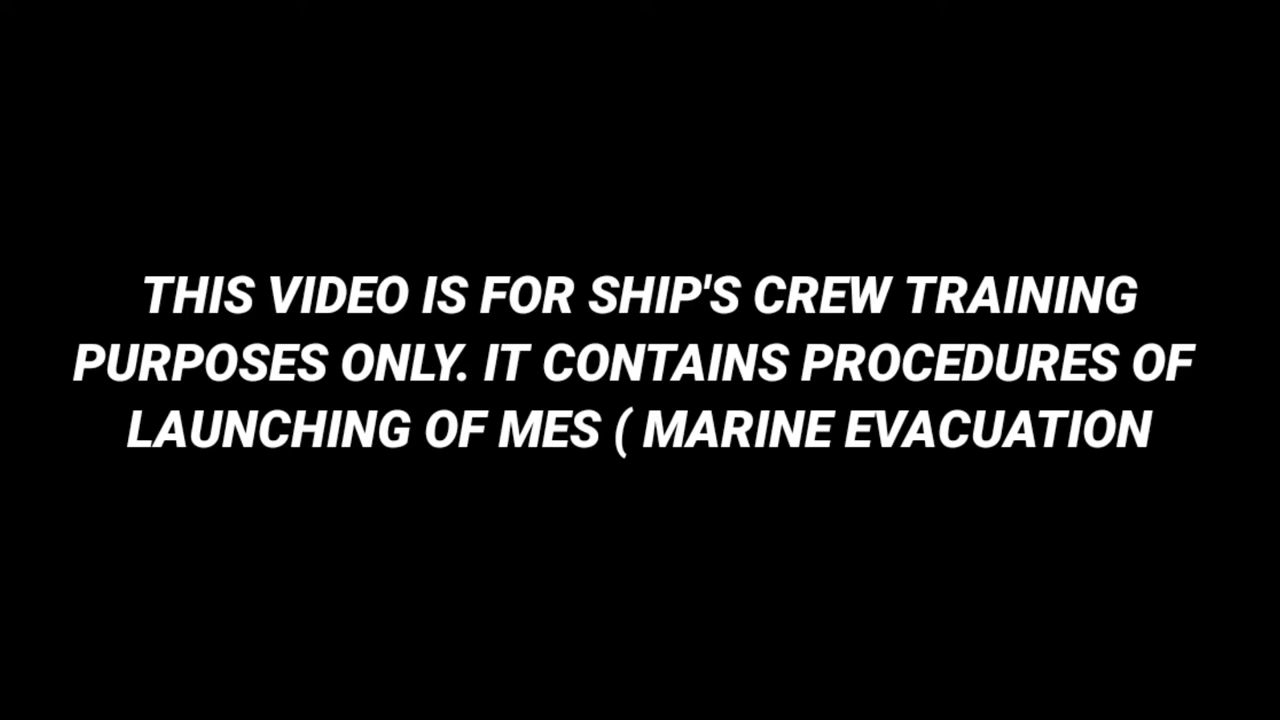 THIS VIDEO IS FOR SHIP'S CREW TRAINING
PURPOSES ONLY. IT CONTAINS PROCEDURES OF
LAUNCHING OF MES ( MARINE EVACUATION